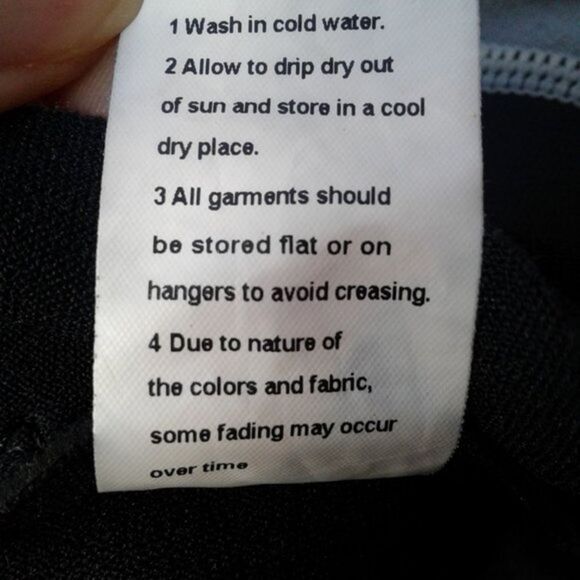 1 Wash in cold water.
2 Allow to drip dry out
of sun and store in a cool
dry place.
3 All garments should
be stored flat or on
hangers to avoid creasing.
4 Due to nature of
the colors and fabric,
some fading may occur
over time